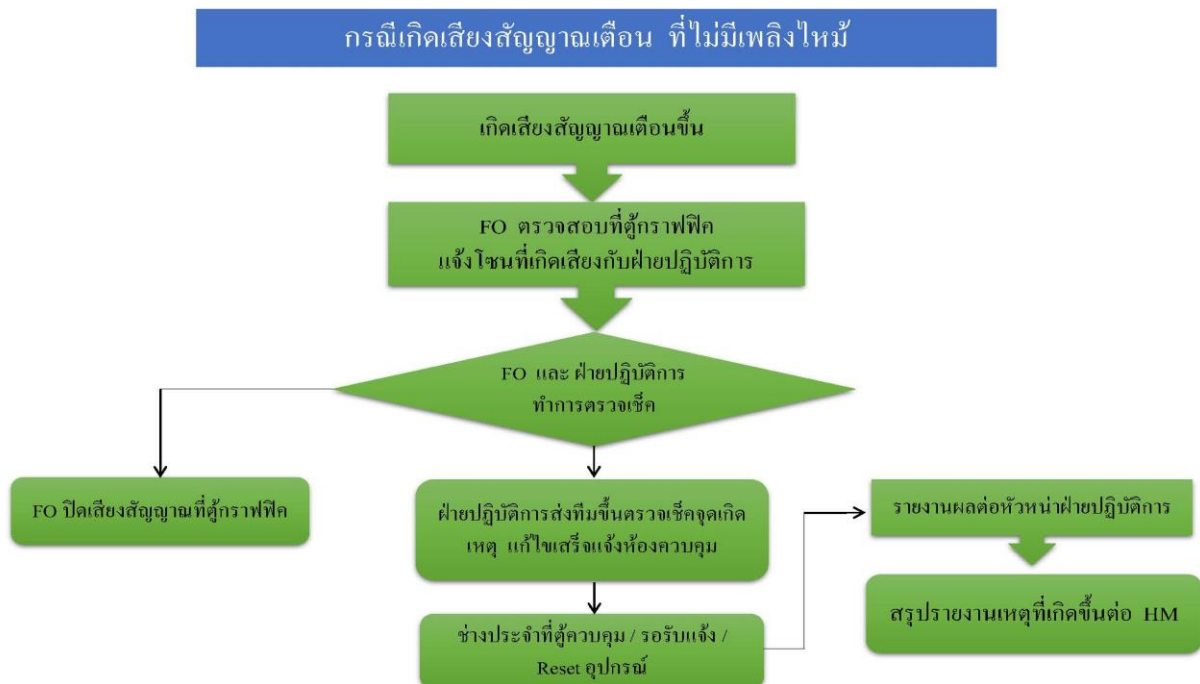 กรณีเกิดเสียงสัญญาณเตือน ที่ไม่มีเพลิงไหม้
เกิดเสียงสัญญาณเตือนขึ้น
FO ตรวจสอบที่ตู้กราฟฟิค
แจ้งโซนที่เกิดเสียงกับฝ่ายปฏิบัติการ
FO และ ฝ่ายปฏิบัติการ
ทำการตรวจเช็ค
FO ปิดเสียงสัญญาณที่ตู้กราฟฟิค
ฝ่ายปฏิบัติการส่งทีมขึ้นตรวจเช็คจุดเกิด
เหตุ แก้ไขเสร็จแจ้งห้องควบคุม
ช่างประจำที่ตู้ควบคุม / รอรับแจ้ง /
Reset อุปกรณ์
รายงานผลต่อหัวหน่าฝ่ายปฏิบัติการ
สรุปรายงานเหตุที่เกิดขึ้นต่อ HM